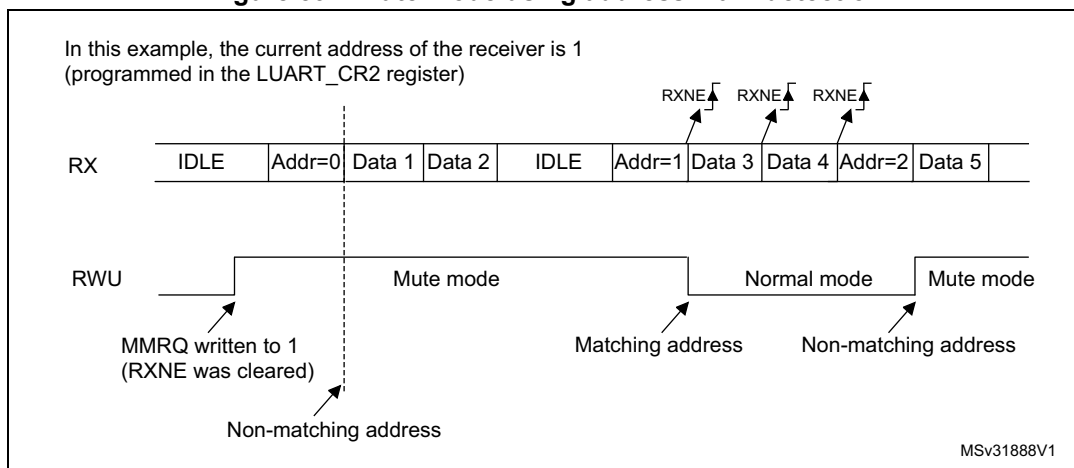 In this example, the current address of the receiver is 1
(programmed in the LUART_CR2 register)
RXNE RXNE RXNE
RX IDLE Addr=0 Data 1 Data 2 IDLE Addr=1 Data 3 Data 4 Addr=2 Data 5
RWU Mute mode Normal mode Mute mode
MMRQ written to 1 Matching address Non-matching address
(RXNE was cleared)
Non-matching address
MSv31888V1